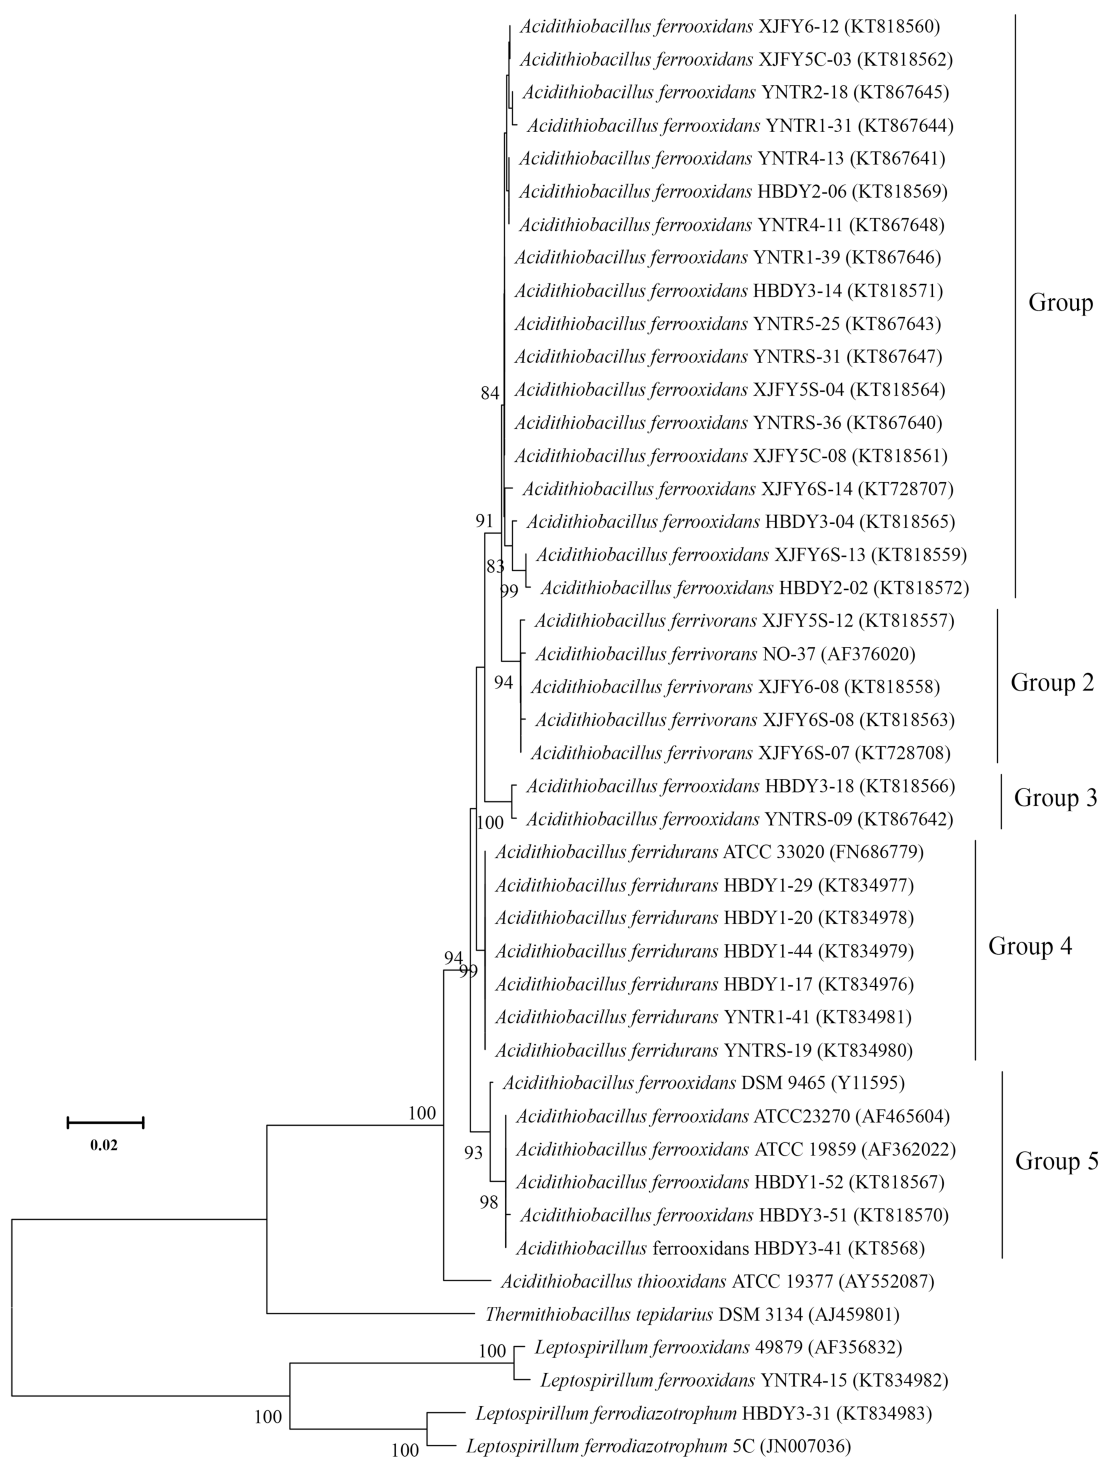 Acidithiobacillus ferrooxidans XJFY6-12 (KT818560)
Acidithiobacillus ferrooxidans XJFY5C-03 (KT818562)
Acidithiobacillus ferrooxidans YNTR2-18 (KT867645)
Acidithiobacillus ferrooxidans YNTR1-31 (KT867644)
Acidithiobacillus ferrooxidans YNTR4-13 (KT867641)
Acidithiobacillus ferrooxidans HBDY2-06 (KT818569)
Acidithiobacillus ferrooxidans YNTR4-11 (KT867648)
Acidithiobacillus ferrooxidans YNTR1-39 (KT867646)
Acidithiobacillus ferrooxidans HBDY3-14 (KT818571)
Group
Acidithiobacillus ferrooxidans YNTR5-25 (KT867643)
Acidithiobacillus ferrooxidans YNTRS-31 (KT867647)
Acidithiobacillus ferrooxidans XJFY5S-04 (KT818564)
84
Acidithiobacillus ferrooxidans YNTRS-36 (KT867640)
Acidithiobacillus ferrooxidans XJFY5C-08 (KT818561)
Acidithiobacillus ferrooxidans XJFY6S-14 (KT728707)
91
Acidithiobacillus ferrooxidans HBDY3-04 (KT818565)
Acidithiobacillus ferrooxidans XJFY6S-13 (KT818559)
83
Acidithiobacillus ferrooxidans HBDY2-02 (KT818572)
99
Acidithiobacillus ferrivorans XJFY5S-12 (KT818557)
Acidithiobacillus ferrivorans NO-37 (AF376020)
94
Acidithiobacillus ferrivorans XJFY6-08 (KT818558)
Group 2
Acidithiobacillus ferrivorans XJFY6S-08 (KT818563)
Acidithiobacillus ferrivorans XJFY6S-07 (KT728708)
Acidithiobacillus ferrooxidans HBDY3-18 (KT818566)
Group 3
100
Acidithiobacillus ferrooxidans YNTRS-09 (KT867642)
Acidithiobacillus ferridurans ATCC 33020 (FN686779)
Acidithiobacillus ferridurans HBDY1-29 (KT834977)
Acidithiobacillus ferridurans HBDY1-20 (KT834978)
Acidithiobacillus ferridurans HBDY1-44 (KT834979)
Group 4
94
99
Acidithiobacillus ferridurans HBDY1-17 (KT834976)
Acidithiobacillus ferridurans YNTR1-41 (KT834981)
Acidithiobacillus ferridurans YNTRS-19 (KT834980)
Acidithiobacillus ferrooxidans DSM 9465 (Y11595)
100
Acidithiobacillus ferrooxidans ATCC23270 (AF465604)
0.02
93
Acidithiobacillus ferrooxidans ATCC 19859 (AF362022)
Group 5
Acidithiobacillus ferrooxidans HBDY1-52 (KT818567)
98
Acidithiobacillus ferrooxidans HBDY3-51 (KT818570)
Acidithiobacillus ferrooxidans HBDY3-41 (KT8568)
Acidithiobacillus thiooxidans ATCC 19377 (AY552087)
Thermithiobacillus tepidarius DSM 3134 (AJ459801)
100
Leptospirillum ferrooxidans 49879 (AF356832)
Leptospirillum ferrooxidans YNTR4-15 (KT834982)
100
Leptospirillum ferrodiazotrophum HBDY3-31 (KT834983)
100
Leptospirillum ferrodiazotrophum 5C (JN007036)